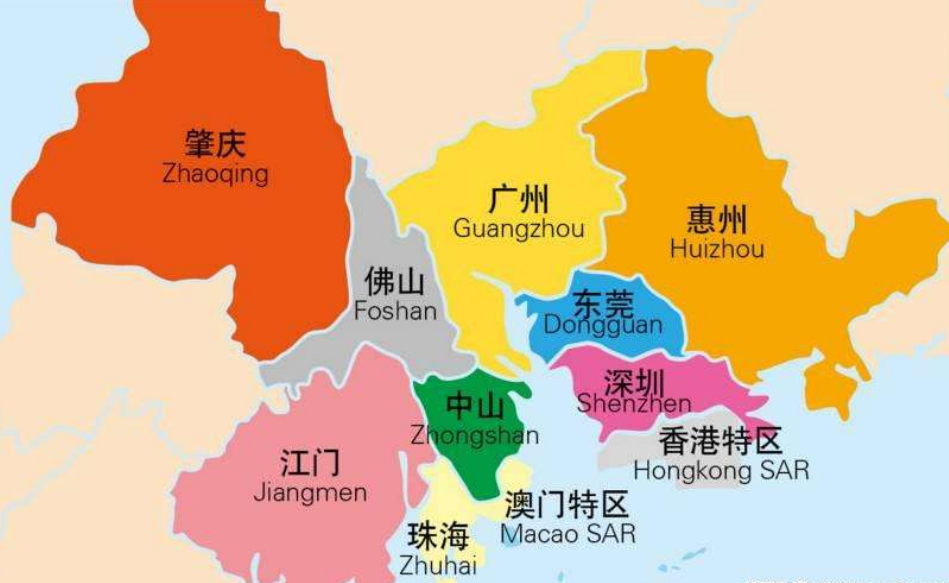 肇庆
Zhaoqing
广州
Guangzhou
惠州
Huizhou
佛山
Foshan
东莞
Dongguan
深圳
Shenzhen
中山
Zhongshan
香港特区
Hongkong SAR
江门
Jiangmen
澳门特区
Macao SAR
珠海
Zhuhai